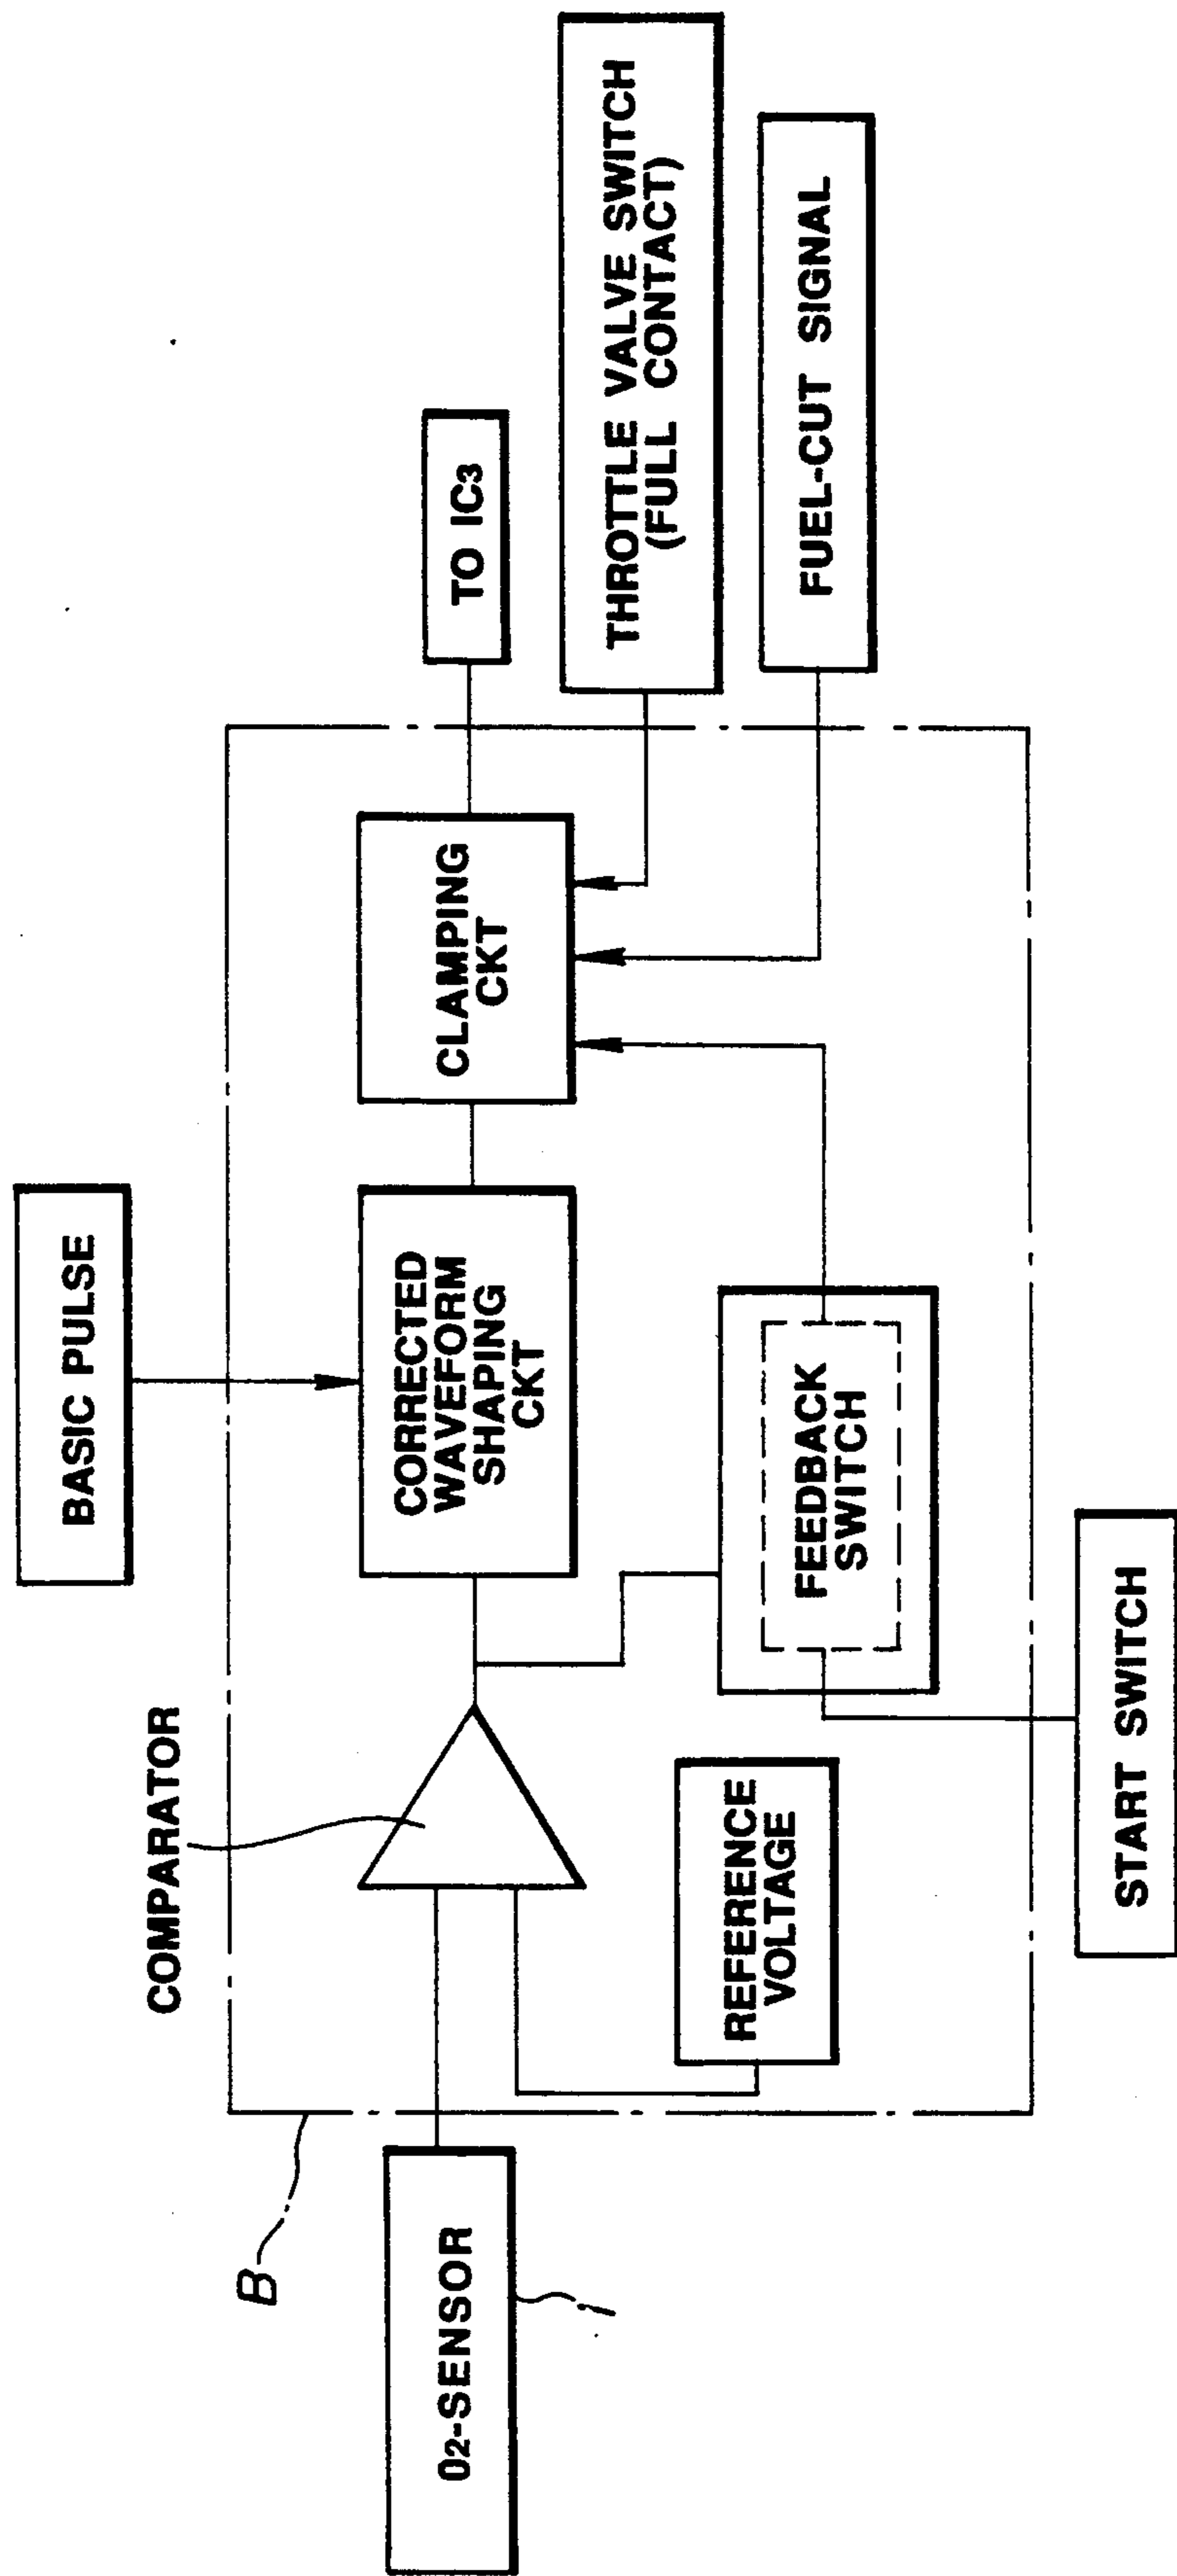 BASIC PULSE
COMPARATOR
B
O2-SENSOR
1
CORRECTED
WAVEFORM
SHAPING
CKT
CLAMPING
CKT
TO IC3
THROTTLE VALVE SWITCH
(FULL CONTACT)
REFERENCE
VOLTAGE
FEEDBACK
SWITCH
FUEL-CUT SIGNAL
START SWITCH